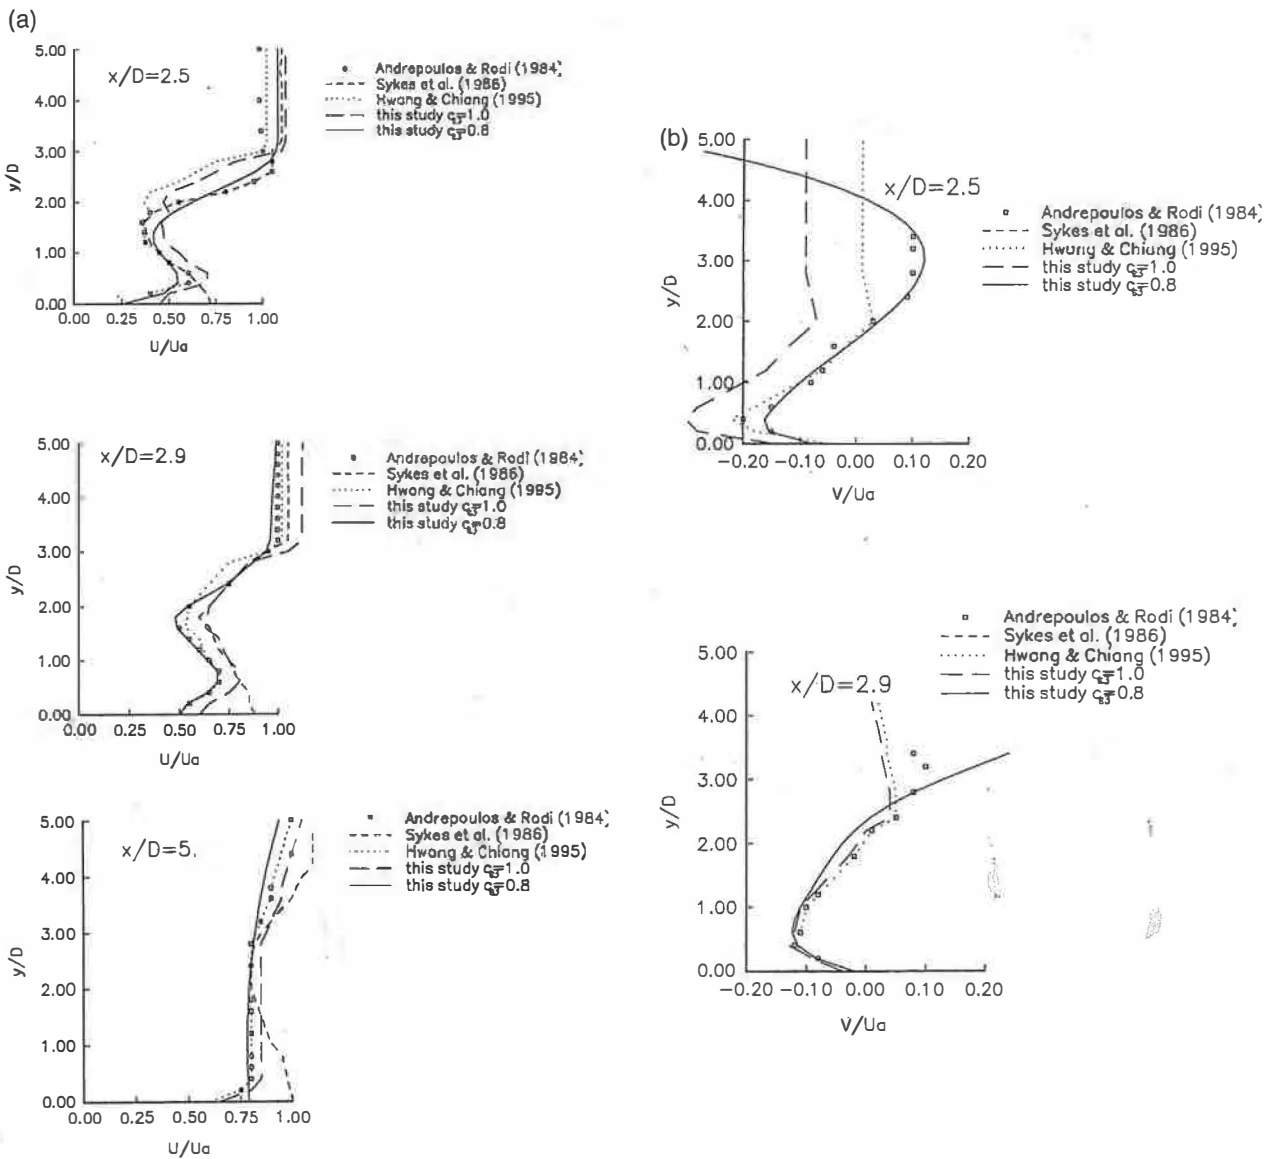 (a)
x/D=2.5
5.00
4.00
3.00
2.00
1.00
0.00
y/D
0.00 0.25 0.50 0.75 1.00
U/Ua
Andrepoulos & Rodi (1984)
Sykes et al. (1986)
Hwang & Chiang (1995)
this study cε3=1.0
this study cε3=0.8
x/D=2.9
5.00
4.00
3.00
2.00
1.00
0.00
y/D
0.00 0.25 0.50 0.75 1.00
U/Ua
Andrepoulos & Rodi (1984)
Sykes et al. (1986)
Hwang & Chiang (1995)
this study cε3=1.0
this study cε3=0.8
x/D=5.
5.00
4.00
3.00
2.00
1.00
0.00
y/D
0.00 0.25 0.50 0.75 1.00
U/Ua
Andrepoulos & Rodi (1984)
Sykes et al. (1986)
Hwang & Chiang (1995)
this study cε3=1.0
this study cε3=0.8
(b)
x/D=2.5
5.00
4.00
3.00
2.00
1.00
0.00
y/D
−0.20 −0.10 0.00 0.10 0.20
V/Ua
Andrepoulos & Rodi (1984)
Sykes et al. (1986)
Hwang & Chiang (1995)
this study cε3=1.0
this study cε3=0.8
x/D=2.9
5.00
4.00
3.00
2.00
1.00
0.00
y/D
−0.20 −0.10 0.00 0.10 0.20
V/Ua
Andrepoulos & Rodi (1984)
Sykes et al. (1986)
Hwang & Chiang (1995)
this study cε3=1.0
this study cε3=0.8